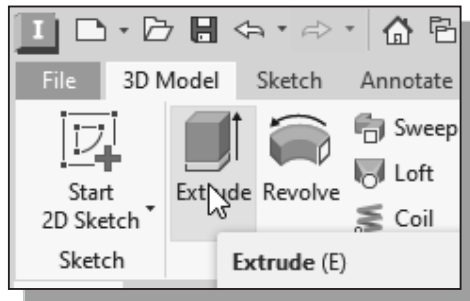 I
File 3D Model Sketch Annotate
Start
2D Sketch
Extrude
Revolve
Sweep
Loft
Coil
Sketch
Extrude (E)